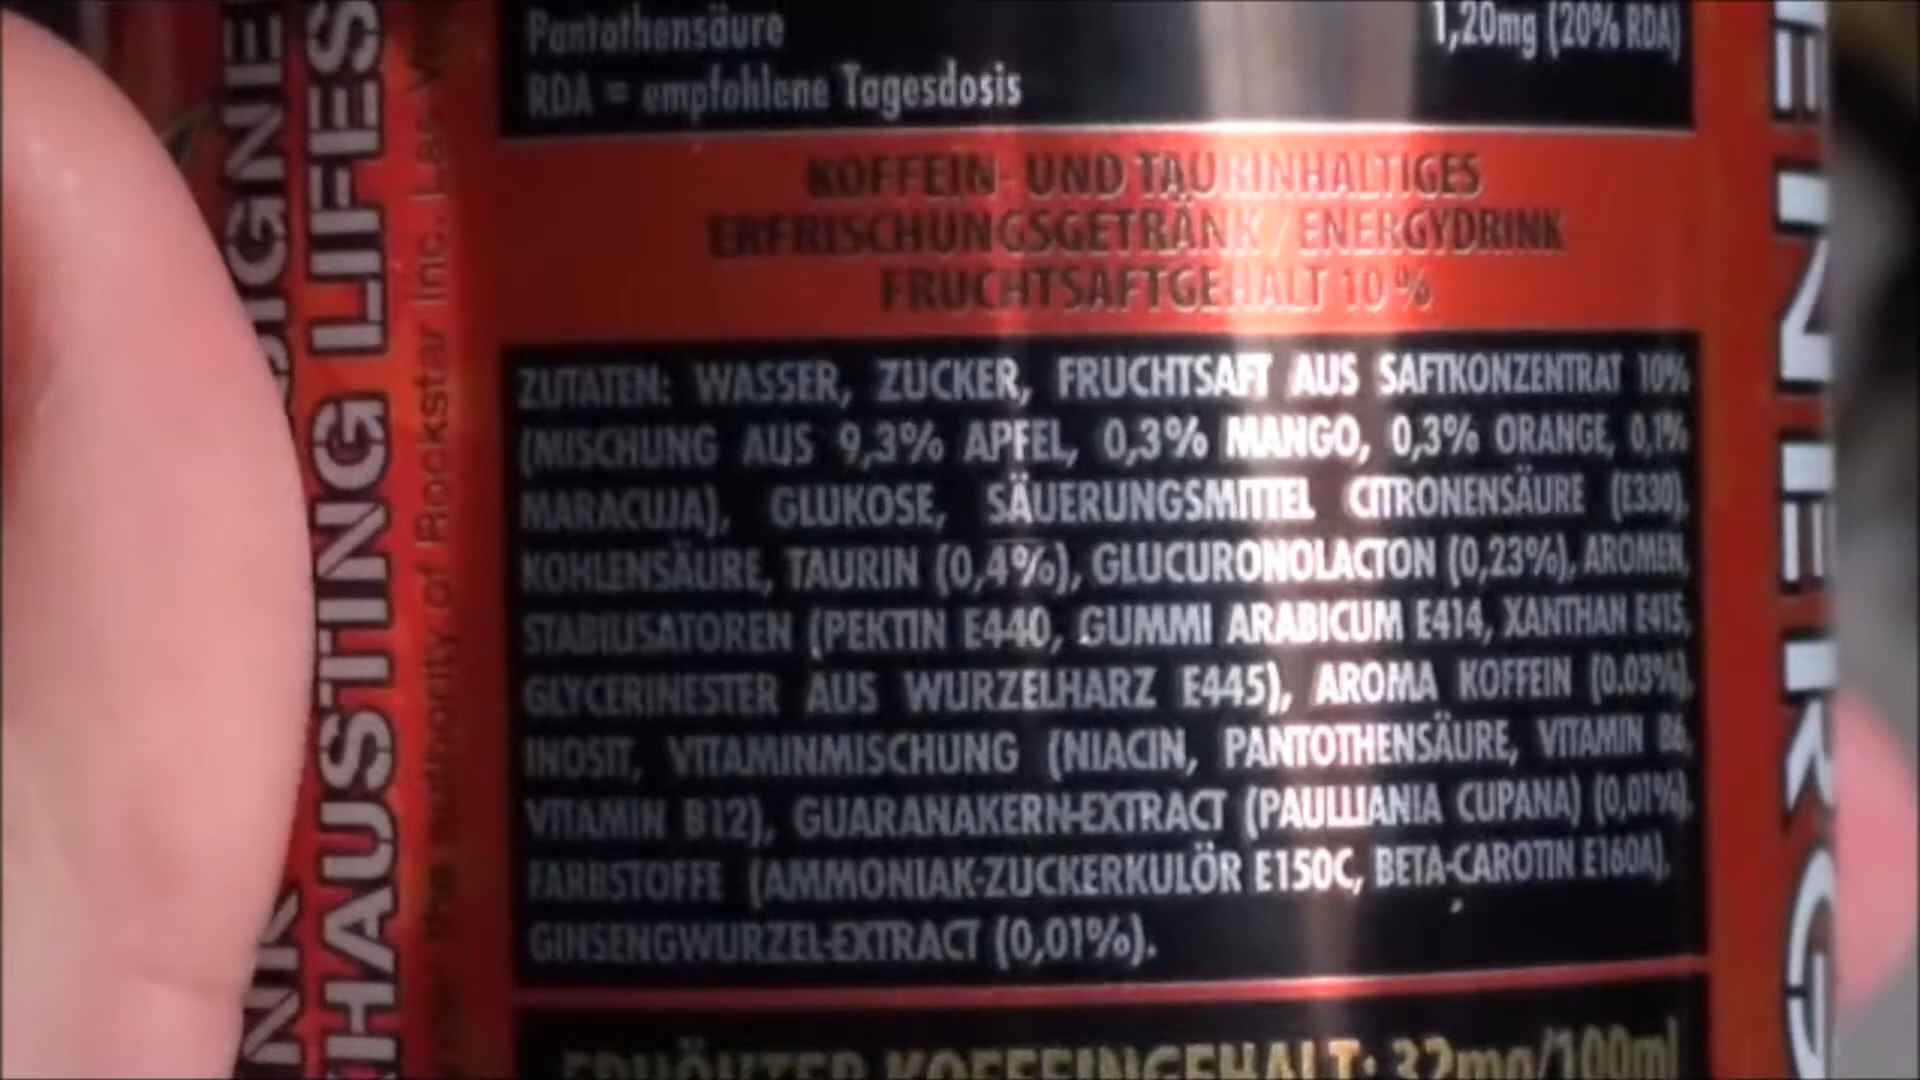 Pantothensäure 1,20mg (20% RDA)
RDA = empfohlene Tagesdosis
KOFFEIN- UND TAURINHALTIGES
ERFRISCHUNGSGETRÄNK / ENERGYDRINK
FRUCHTSAFTGEHALT 10 %
ZUTATEN: WASSER, ZUCKER, FRUCHTSAFT AUS SAFTKONZENTRAT 10%
(MISCHUNG AUS 9,3% APFEL, 0,3% MANGO, 0,3% ORANGE, 0,1%
MARACUJA), GLUKOSE, SÄUERUNGSMITTEL CITRONENSÄURE (E330),
KOHLENSÄURE, TAURIN (0,4%), GLUCURONOLACTON (0,23%), AROMEN,
STABILISATOREN (PEKTIN E440, GUMMI ARABICUM E414, XANTHAN E415,
GLYCERINESTER AUS WURZELHARZ E445), AROMA KOFFEIN (0.03%),
INOSIT, VITAMINMISCHUNG (NIACIN, PANTOTHENSÄURE, VITAMIN B6,
VITAMIN B12), GUARANAKERN-EXTRACT (PAULLIANIA CUPANA) (0,01%),
FARBSTOFFE (AMMONIAK-ZUCKERKULÖR E150C, BETA-CAROTIN E160A),
GINSENGWURZEL-EXTRACT (0,01%).
ERHÖHTER KOFFEINGEHALT: 32mg/100ml
SIGNE
HAUSTING LIFES
the authority of Rockstar Inc., Las V
ENERG